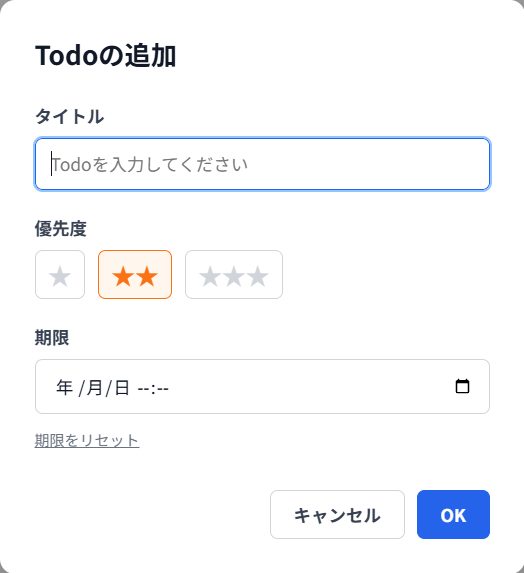 Todoの追加
タイトル
Todoを入力してください
優先度
★ ★★ ★★★
期限
年 /月/日 --:--
期限をリセット
キャンセル OK